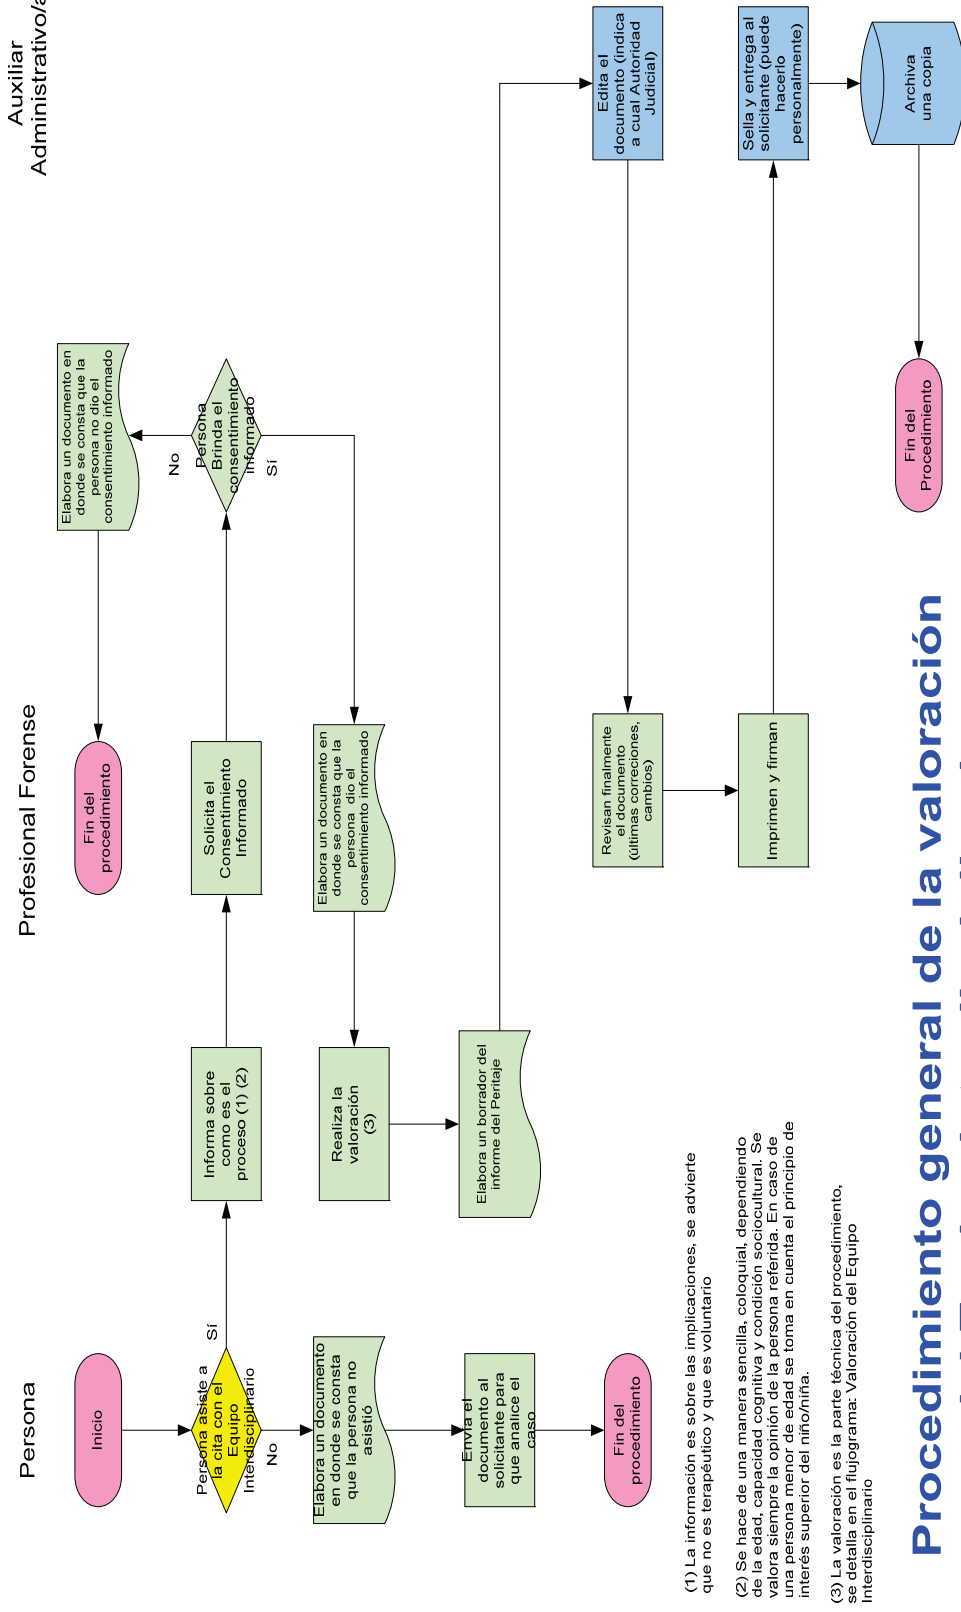 Persona
Profesional Forense
Auxiliar
Administrativo/a
Inicio
Persona asiste a
la cita con el
Equipo
Interdisciplinario
Sí
No
Elabora un documento
en donde se consta
que la persona no
asistió
Envía el
documento al
solicitante para
que analice el
caso
Fin del
procedimiento
Informa sobre
como es el
proceso (1) (2)
Solicita el
Consentimiento
Informado
Persona
Brinda el
consentimiento
informado
No
Sí
Elabora un documento en
donde se consta que la
persona no dio el
consentimiento informado
Fin del
procedimiento
Elabora un documento en
donde se consta que la
persona dio el
consentimiento informado
Realiza la
valoración
(3)
Elabora un borrador del
informe del Peritaje
Edita el
documento (indica
a cual Autoridad
Judicial)
Revisan finalmente
el documento
(últimas correciones,
cambios)
Imprimen y firman
Sella y entrega al
solicitante (puede
hacerlo
personalmente)
Archiva
una copia
Fin del
Procedimiento
(1) La información es sobre las implicaciones, se advierte
que no es terapéutico y que es voluntario
(2) Se hace de una manera sencilla, coloquial, dependiendo
de la edad, capacidad cognitiva y condición sociocultural. Se
valora siempre la opinión de la persona referida. En caso de
una persona menor de edad se toma en cuenta el principio de
interés superior del niño/niña.
(3) La valoración es la parte técnica del procedimiento,
se detalla en el flujograma: Valoración del Equipo
Interdisciplinario
Procedimiento general de la valoración